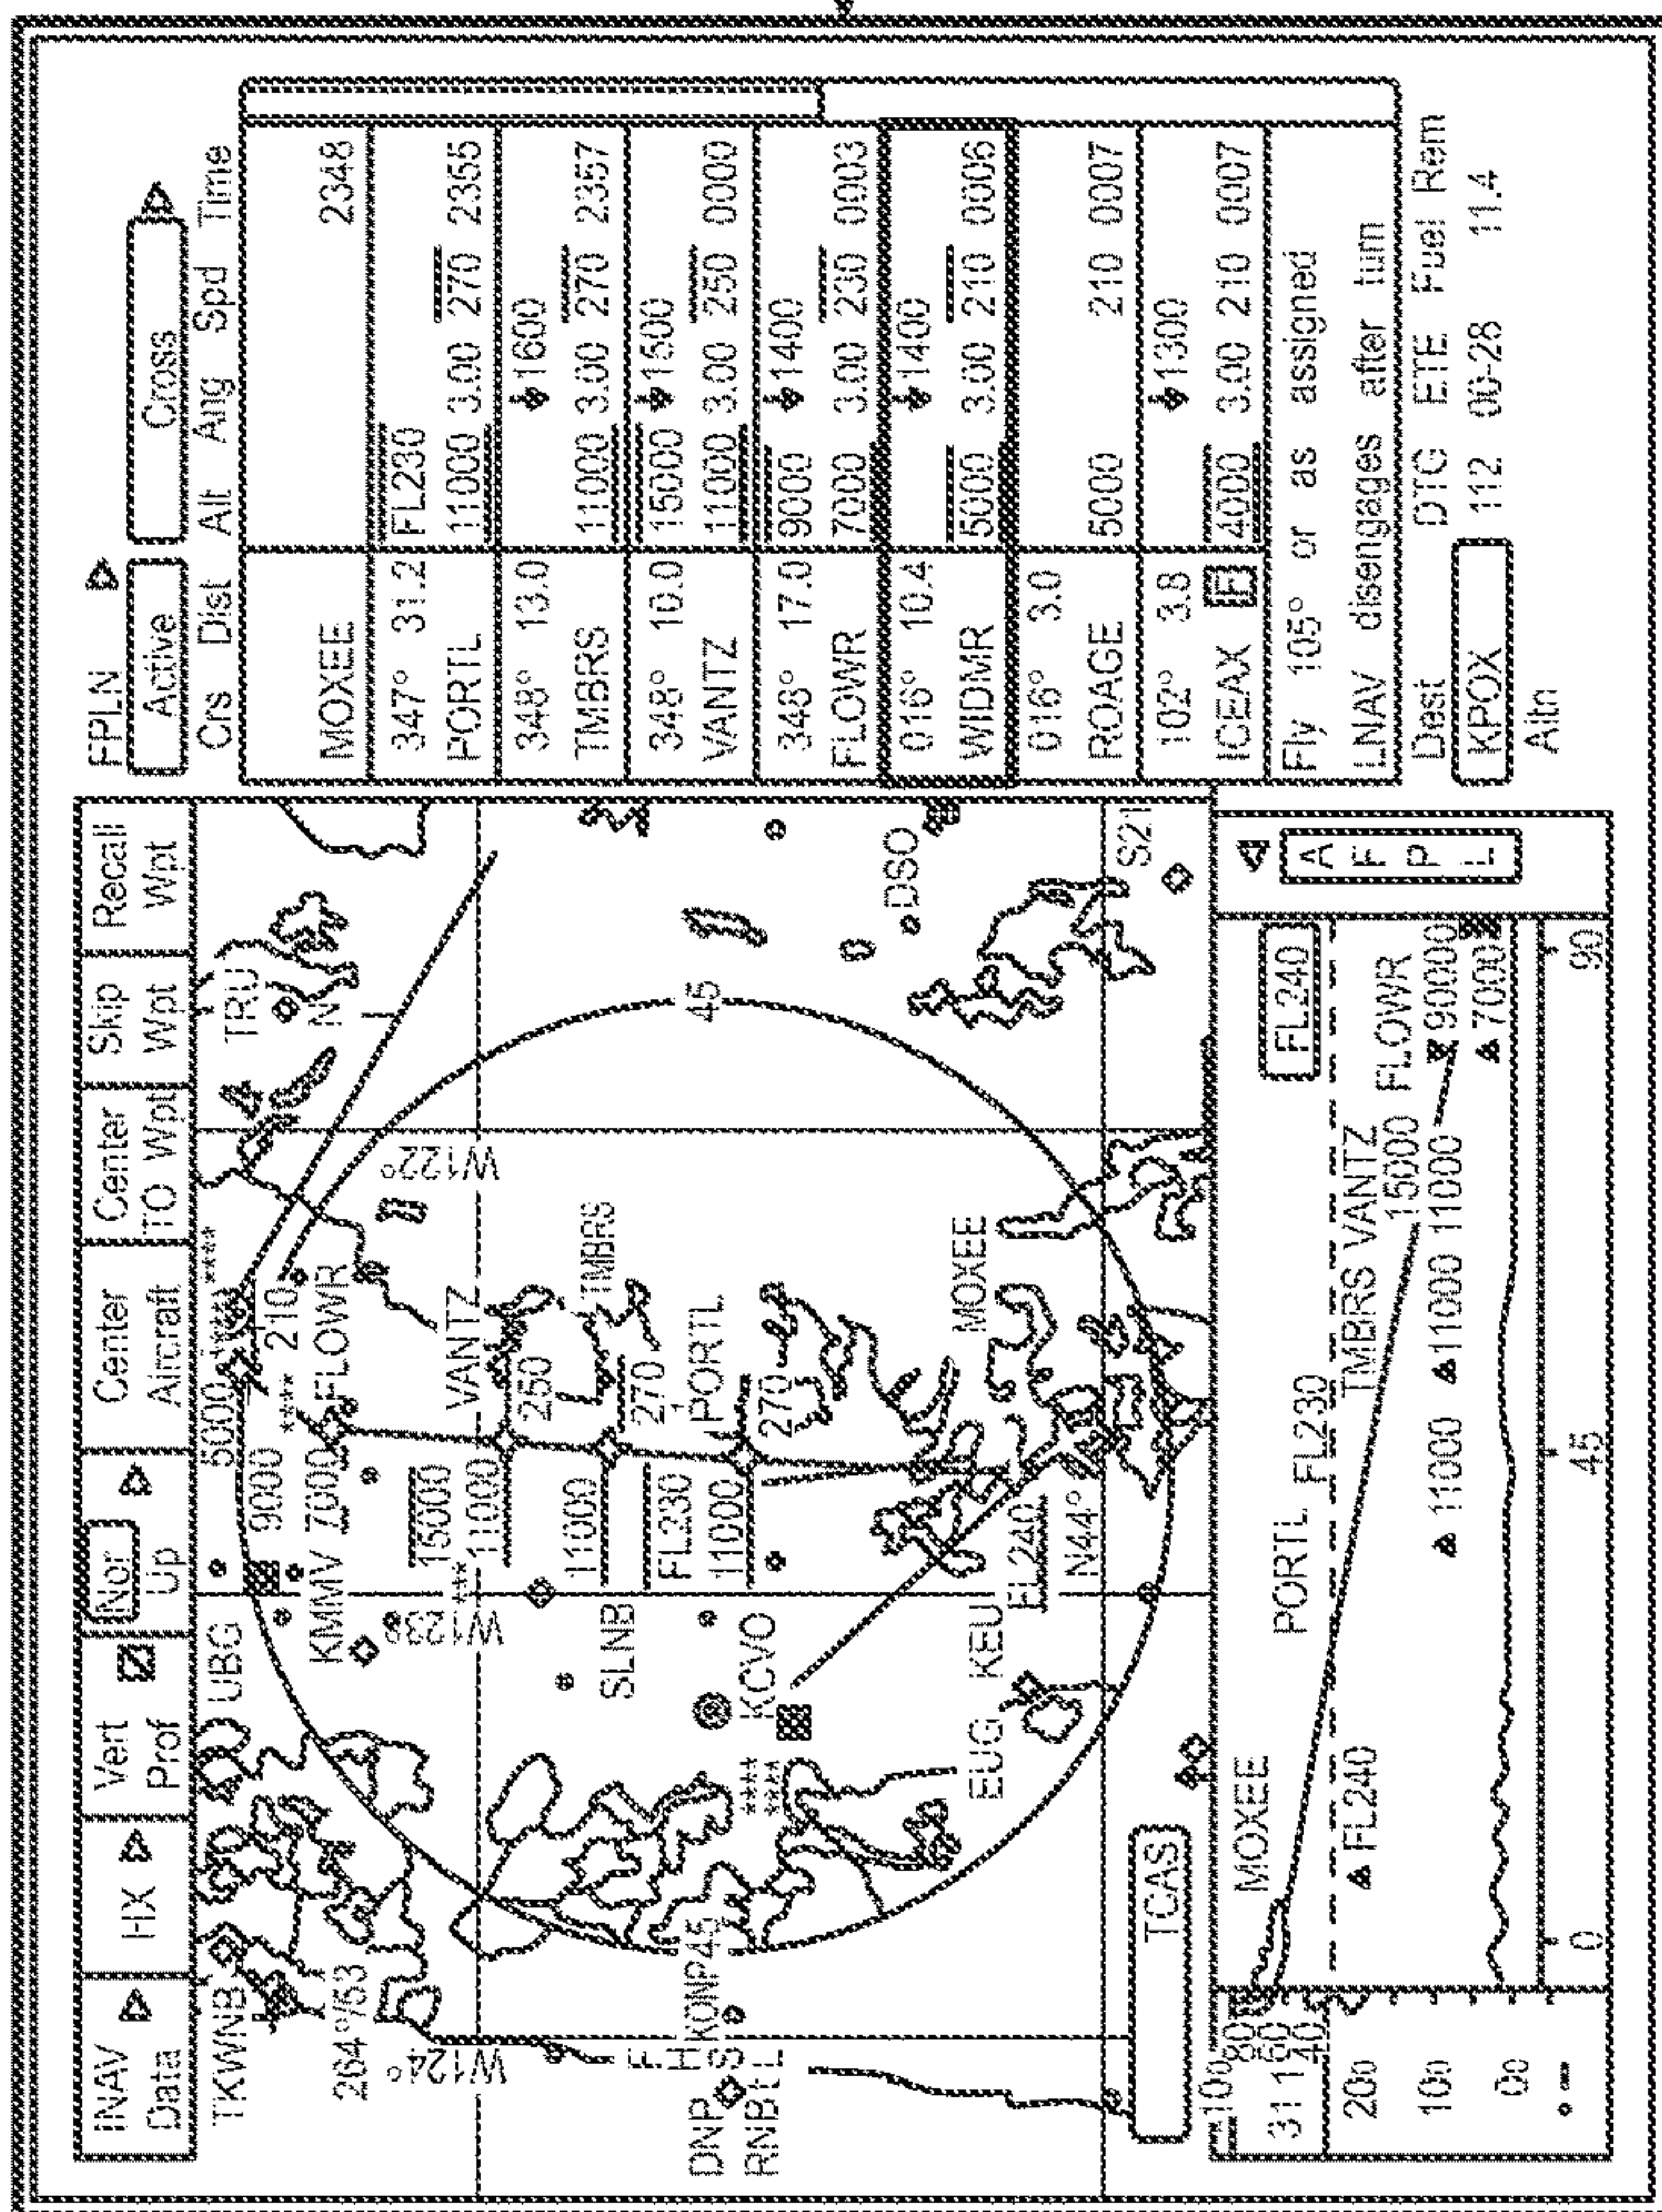 INAV Data
HX
Vert Prof
Nor Up
Center Aircraft
Center TO Wpt
Skip Wpt
Recall Wpt
TKWNB
264°/53
W124°
UBG
KMMV
W123°
SLNB
KCVO
****
****
EUG
KEU
KONP45
DNP
RNBt
5000
****
9000
**** 210
7000
FLOWR
15000
11000
***
VANTZ
250
11000
TMBRS
270
FL230
11000
PORTL
270
MOXEE
FL240
N44°
W122°
TRU
N
45
DSO
S21
TCAS
MOXEE
FL240
PORTL FL230
11000
TMBRS VANTZ
15000 FLOWR
11000 11000
90000
7000
FL240
A
F
P
L
200
100
00
0
45
90
FPLN
Active
Cross
Crs Dist Alt Ang Spd Time
MOXEE 2348
347° 31.2 FL230
PORTL 11000 3.00 270 2355
348° 13.0 1600
TMBRS 11000 3.00 270 2357
348° 10.0 15000 1500
VANTZ 11000 3.00 250 0000
348° 17.0 9000 1400
FLOWR 7000 3.00 230 0003
016° 10.4 1400
WIDMR 5000 3.00 210 0006
016° 3.0
ROAGE 5000 210 0007
102° 3.8 1300
ICEAX F 4000 3.00 210 0007
Fly 105° or as assigned
LNAV disengages after turn
Dest DTG ETE Fuel Rem
KPOX 112 00-28 11.4
Altn